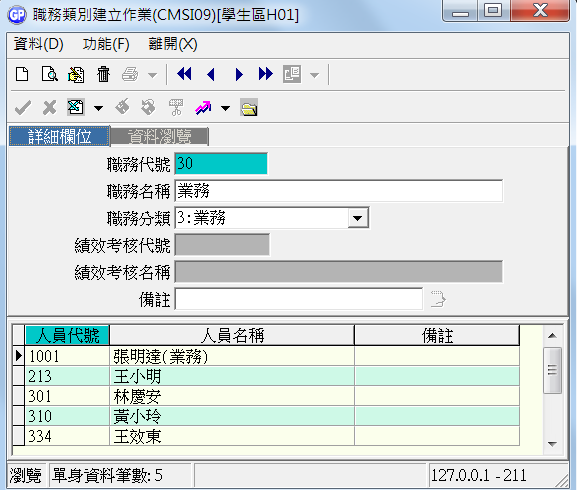 GP 職務類別建立作業(CMSI09)[學生區H01]
資料(D) 功能(F) 離開(X)
詳細欄位 資料瀏覽
職務代號 30
職務名稱 業務
職務分類 3:業務
績效考核代號
績效考核名稱
備註
人員代號 人員名稱 備註
1001 張明達(業務)
213 王小明
301 林慶安
310 黃小玲
334 王效東
瀏覽 單身資料筆數: 5 127.0.0.1 - 211